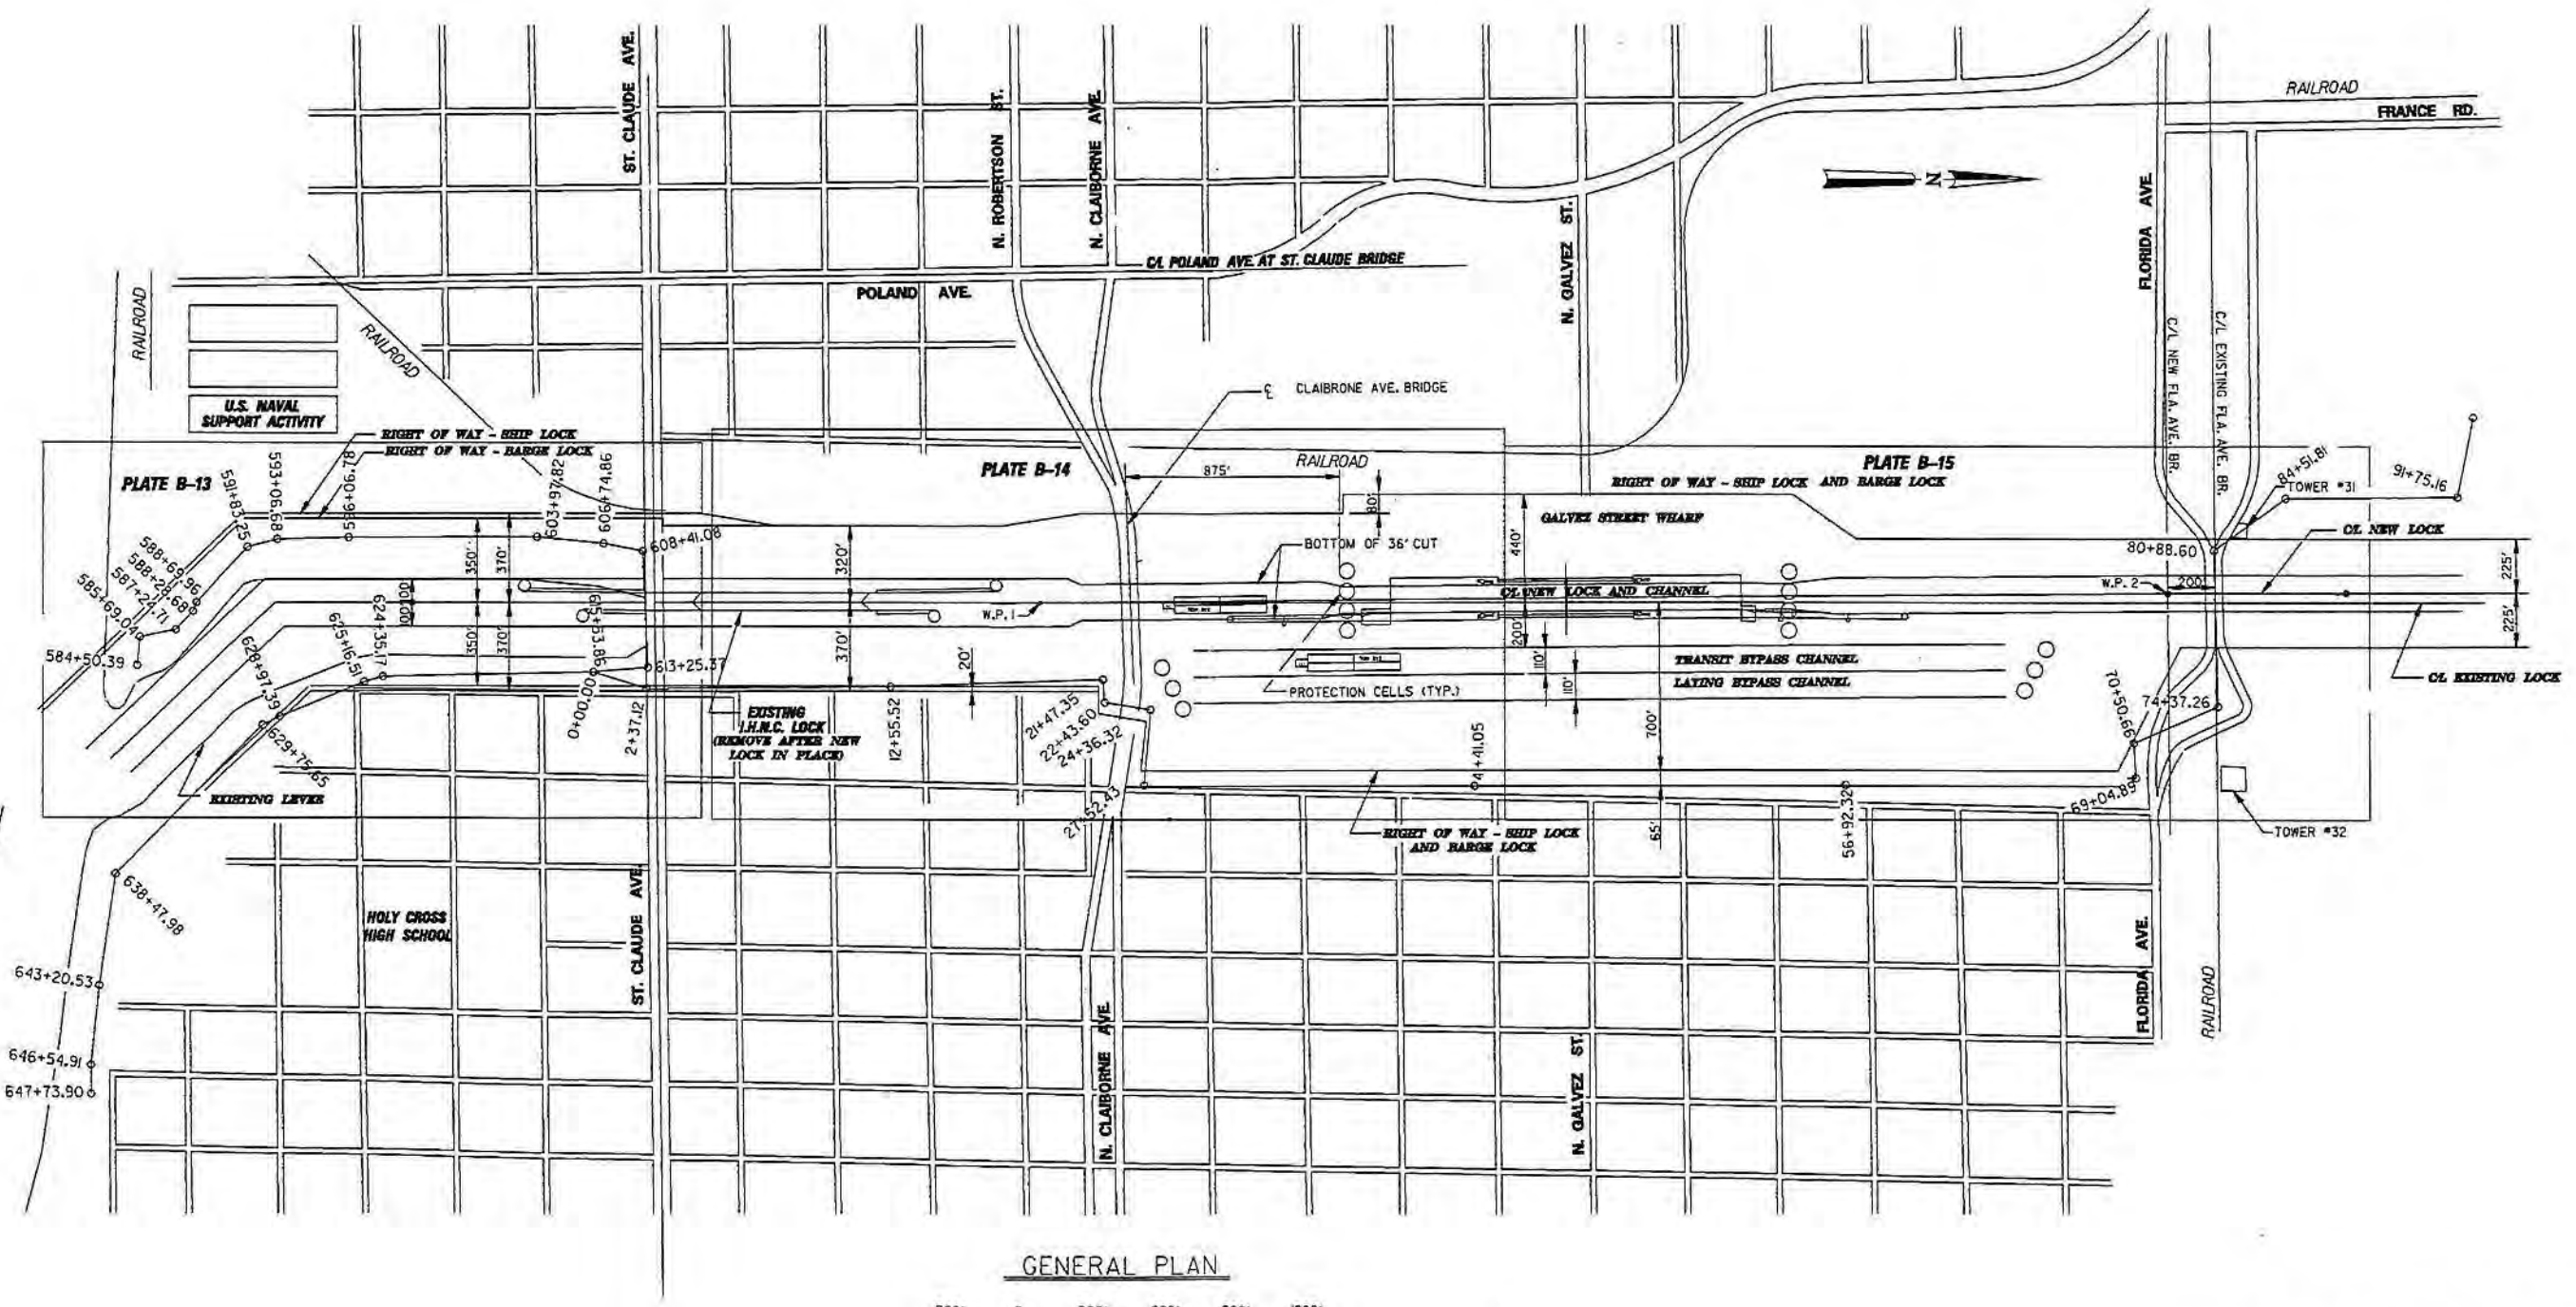 ST. CLAUDE AVE.
N. ROBERTSON ST.
N. CLAIBORNE AVE.
N. GALVEZ ST.
FLORIDA AVE.
RAILROAD
FRANCE RD.
N
C/L POLAND AVE. AT ST. CLAUDE BRIDGE
POLAND AVE.
RAILROAD
RAILROAD
U.S. NAVAL
SUPPORT ACTIVITY
C/L NEW FLA. AVE. BR.
C/L EXISTING FLA. AVE. BR.
℄ CLAIBRONE AVE. BRIDGE
RIGHT OF WAY - SHIP LOCK
RIGHT OF WAY - BARGE LOCK
PLATE B-13
PLATE B-14
PLATE B-15
RAILROAD
875'
80'
RIGHT OF WAY - SHIP LOCK AND BARGE LOCK
GALVEZ STREET WHARF
440'
BOTTOM OF 36' CUT
584+50.39
585+69.04
587+24.71
588+28.68
588+69.96
591+83.25
593+06.68
596+06.78
603+97.82
606+74.86
608+41.08
350'
370'
320'
100'
100'
350'
370'
370'
W.P. 1
C/L NEW LOCK AND CHANNEL
200'
110'
110'
TRANSIT BYPASS CHANNEL
LAYING BYPASS CHANNEL
PROTECTION CELLS (TYP.)
84+51.81
TOWER #31
91+75.16
C/L NEW LOCK
80+88.60
W.P. 2
200'
225'
225'
C/L EXISTING LOCK
70+50.66
74+37.26
69+04.89
TOWER #32
615+53.86
613+25.37
624+35.17
625+16.51
628+97.39
629+75.65
0+00.00
2+37.12
EXISTING
I.H.N.C. LOCK
(REMOVE AFTER NEW
LOCK IN PLACE)
12+55.52
20'
21+47.35
22+43.60
24+36.32
27+52.43
41+41.05
700'
65'
56+92.32
RIGHT OF WAY - SHIP LOCK
AND BARGE LOCK
EXISTING LEVEE
638+47.98
643+20.53
646+54.91
647+73.90
HOLY CROSS
HIGH SCHOOL
ST. CLAUDE AVE.
N. CLAIBORNE AVE.
N. GALVEZ ST.
FLORIDA AVE.
RAILROAD
GENERAL PLAN